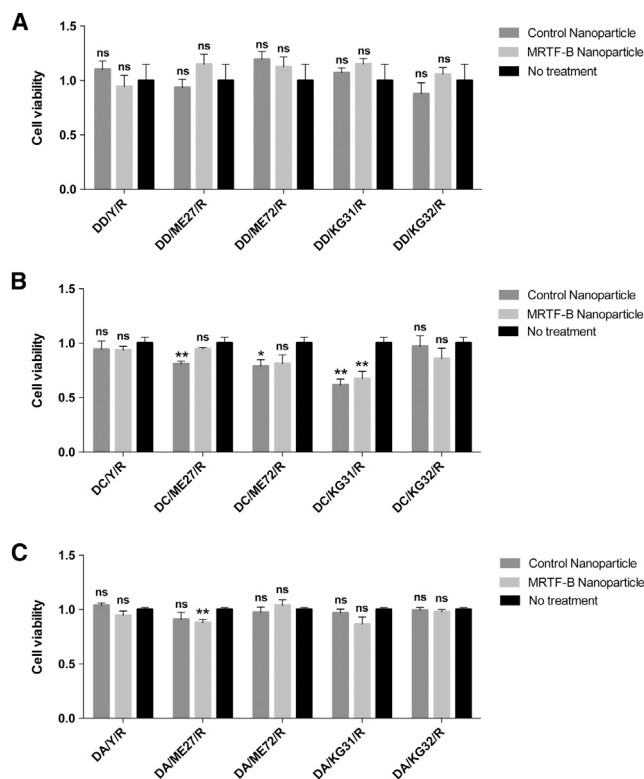 A
Cell viability
1.5
1.0
0.5
0.0
ns ns ns ns ns ns ns ns ns ns
DD/Y/R DD/ME27/R DD/ME72/R DD/KG31/R DD/KG32/R
Control Nanoparticle
MRTF-B Nanoparticle
No treatment
B
Cell viability
1.5
1.0
0.5
0.0
ns ns ** ns * ns ** ** ns ns
DC/Y/R DC/ME27/R DC/ME72/R DC/KG31/R DC/KG32/R
Control Nanoparticle
MRTF-B Nanoparticle
No treatment
C
Cell viability
1.5
1.0
0.5
0.0
ns ns ns ** ns ns ns ns ns ns
DA/Y/R DA/ME27/R DA/ME72/R DA/KG31/R DA/KG32/R
Control Nanoparticle
MRTF-B Nanoparticle
No treatment